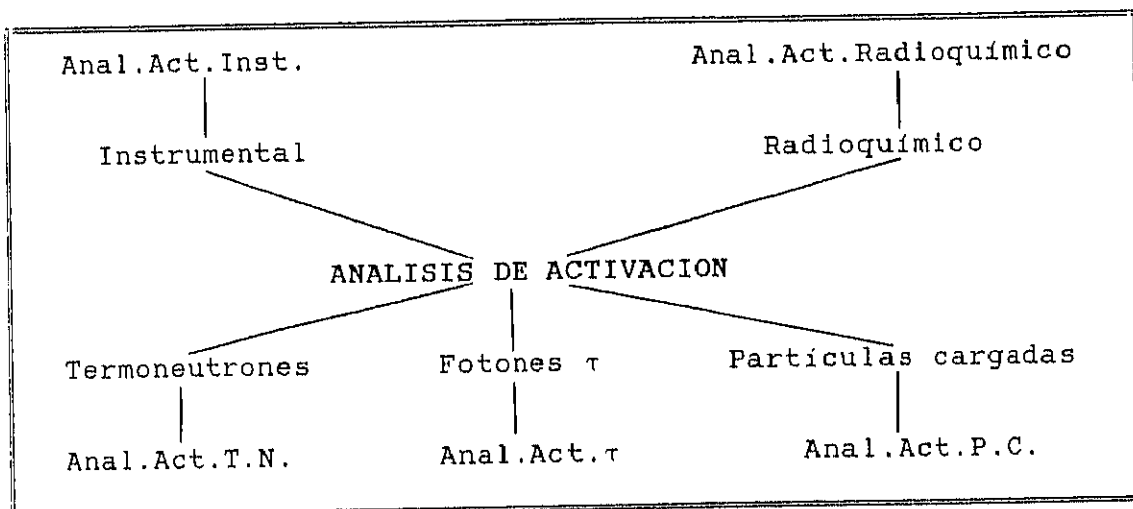 Anal.Act.Inst. Anal.Act.Radioquímico
Instrumental Radioquímico
ANALISIS DE ACTIVACION
Termoneutrones Fotones τ Partículas cargadas
Anal.Act.T.N. Anal.Act.τ Anal.Act.P.C.